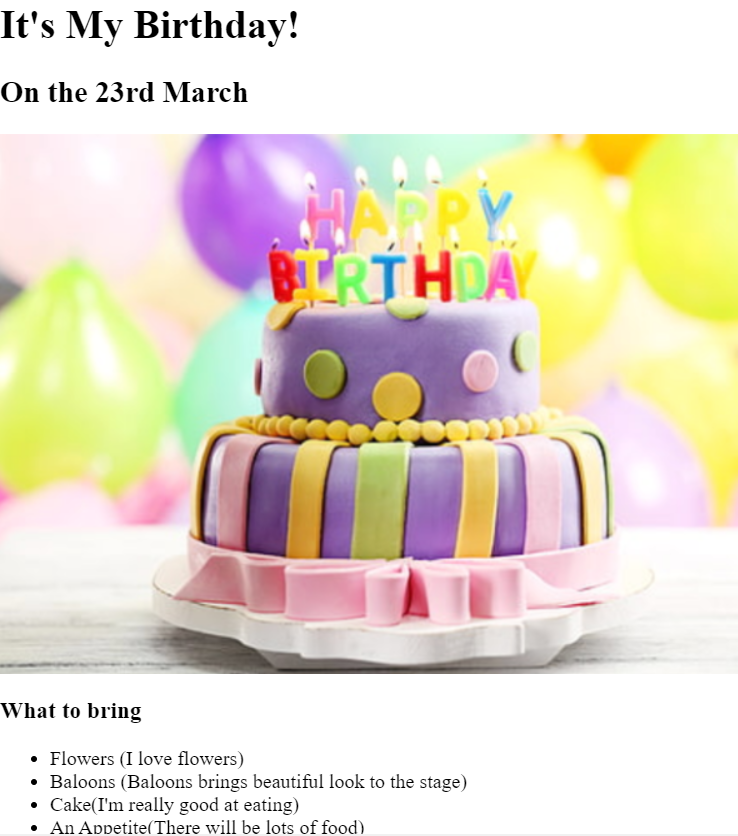 It's My Birthday!
On the 23rd March
HAPPY
BIRTHDAY
What to bring
• Flowers (I love flowers)
• Baloons (Baloons brings beautiful look to the stage)
• Cake(I'm really good at eating)
• An Appetite(There will be lots of food)